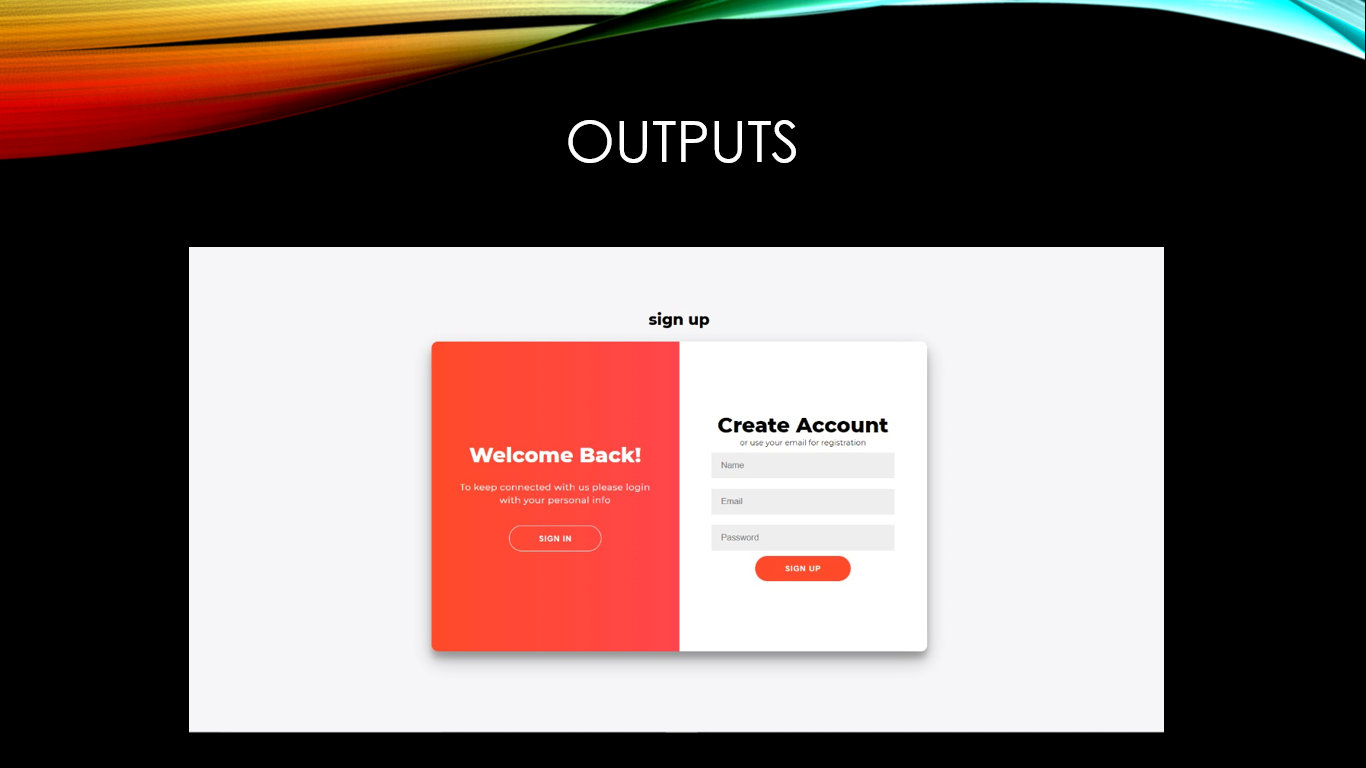 OUTPUTS
sign up
Welcome Back!
To keep connected with us please login
with your personal info
SIGN IN
Create Account
or use your email for registration
Name
Email
Password
SIGN UP